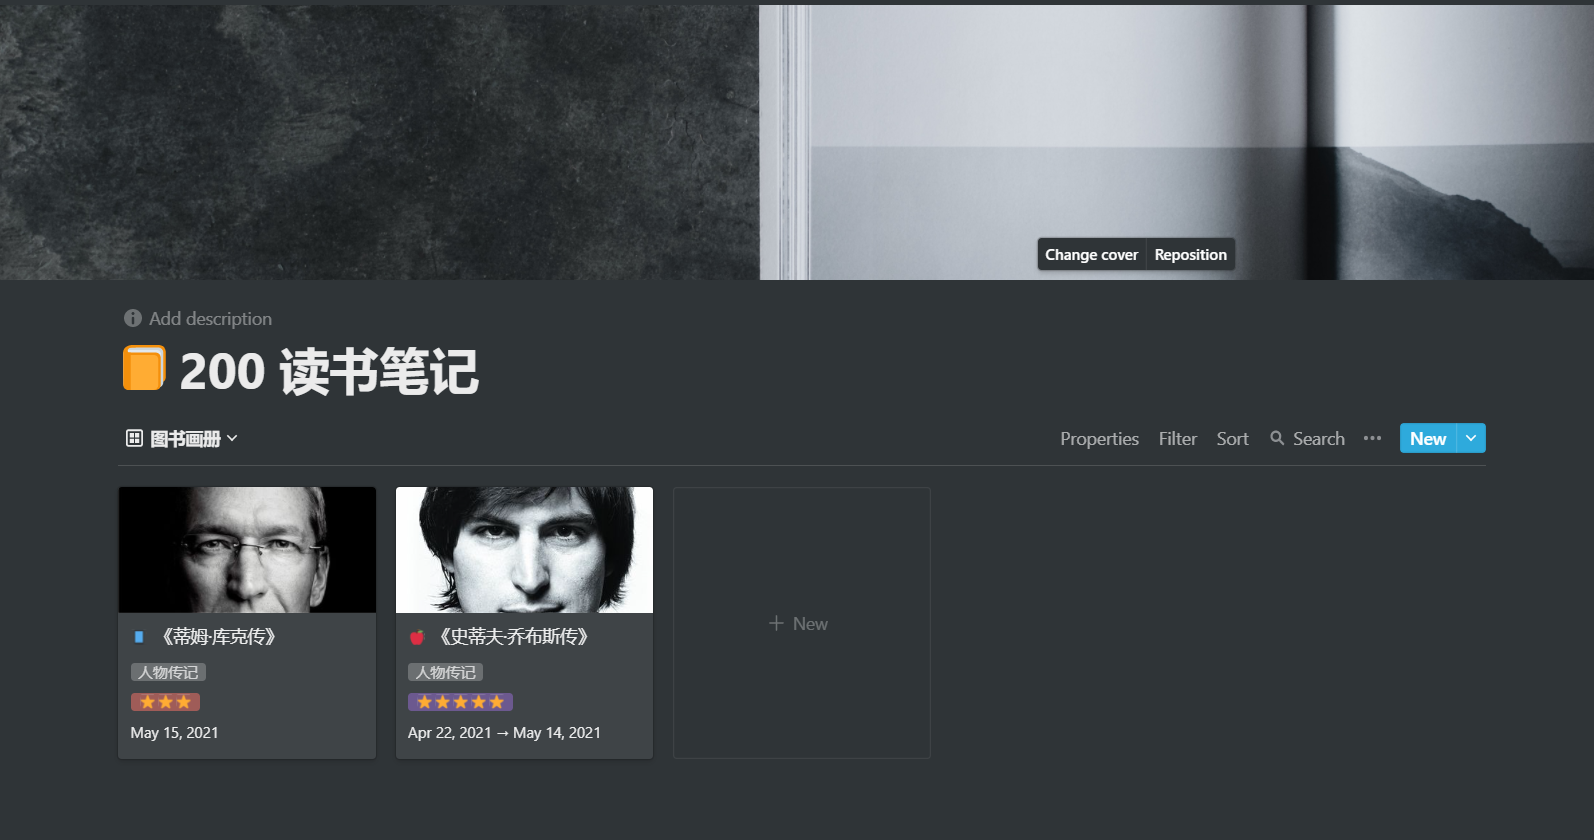 Change cover Reposition
Add description
200 读书笔记
图书画册
Properties Filter Sort Search New
《蒂姆·库克传》
人物传记
May 15, 2021
《史蒂夫·乔布斯传》
人物传记
Apr 22, 2021 → May 14, 2021
New